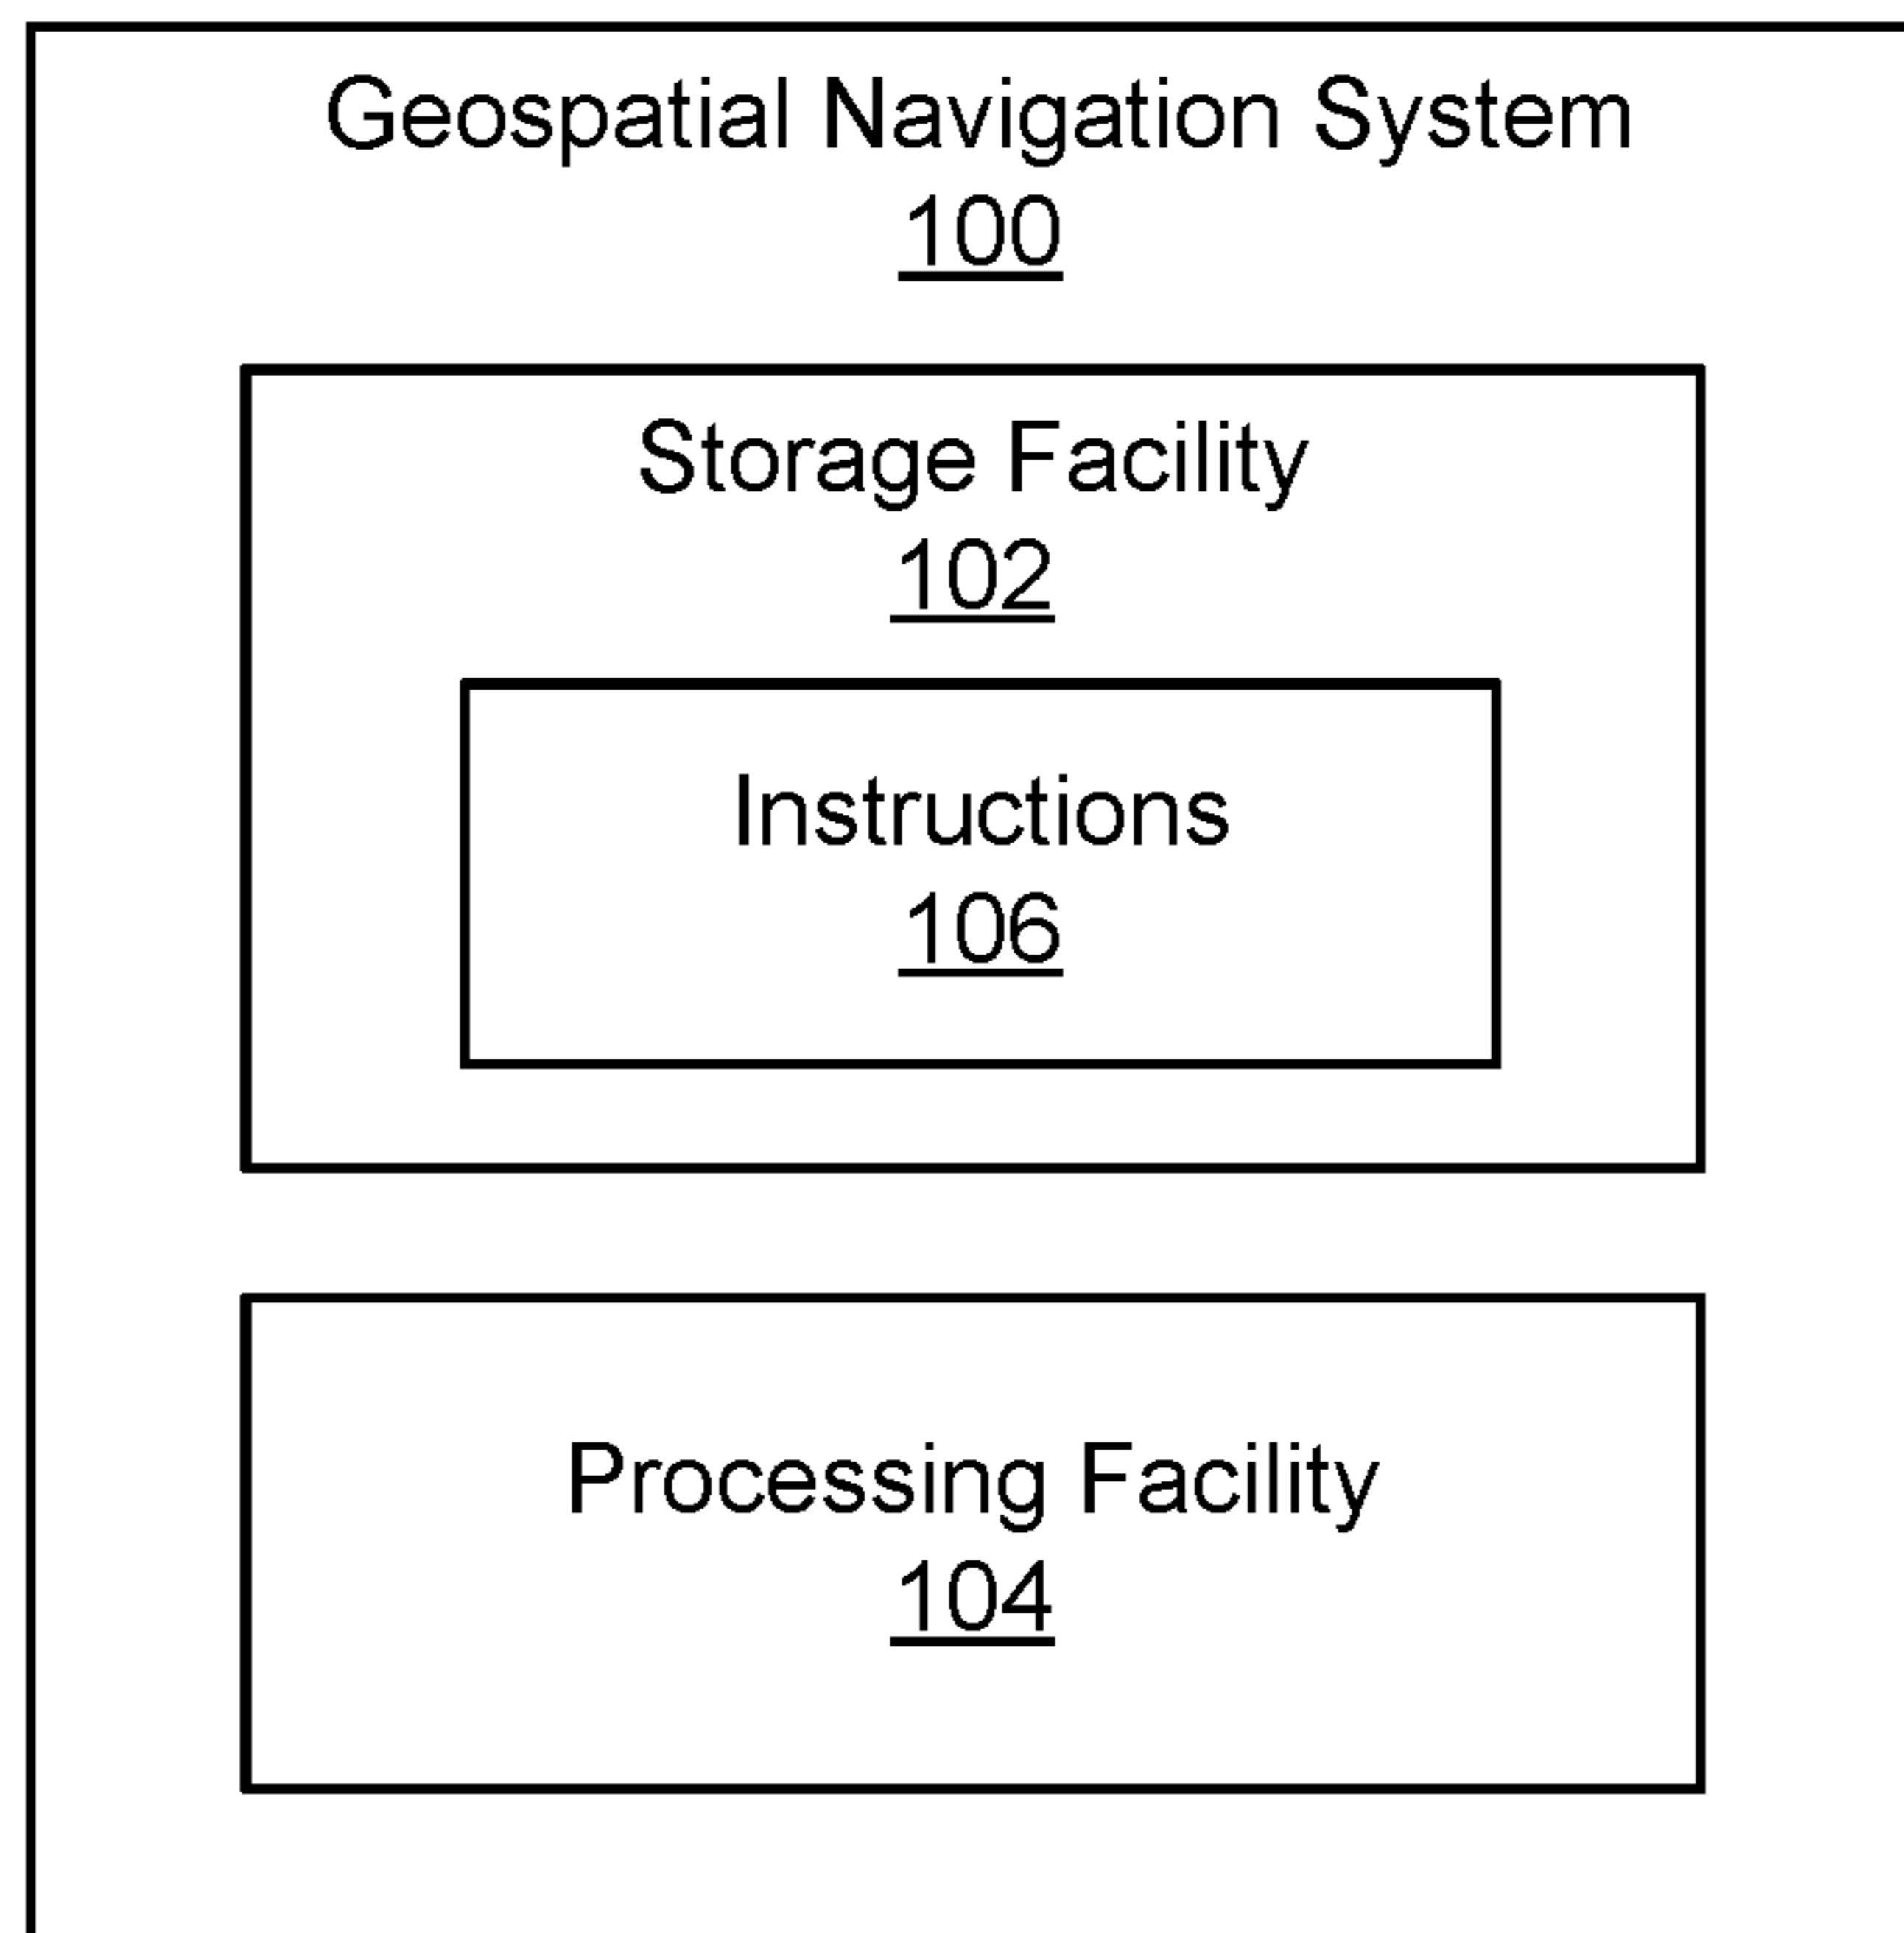 Geospatial Navigation System
100
Storage Facility
102
Instructions
106
Processing Facility
104